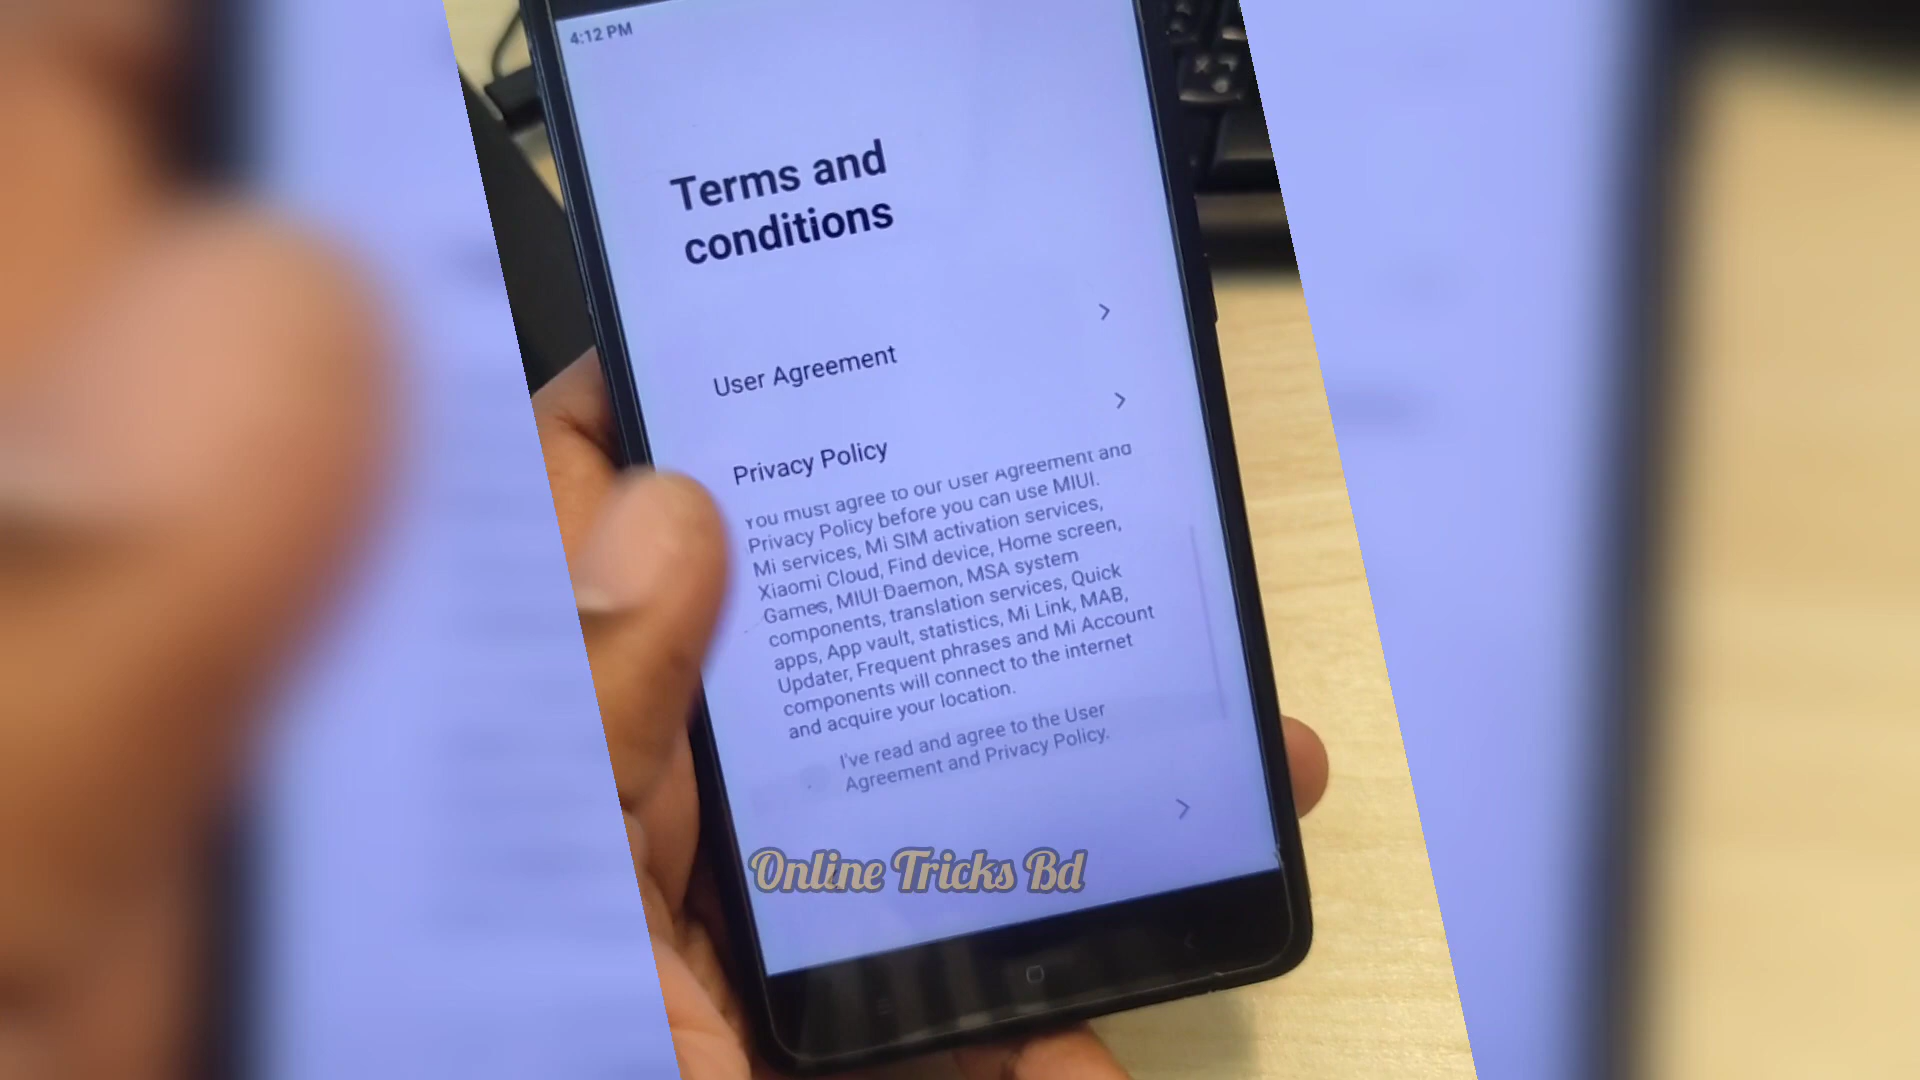 4:12 PM
Terms and
conditions
User Agreement
Privacy Policy
You must agree to our User Agreement and
Privacy Policy before you can use MIUI.
Mi services, Mi SIM activation services,
Xiaomi Cloud, Find device, Home screen,
Games, MIUI Daemon, MSA system
components, translation services, Quick
apps, App vault, statistics, Mi Link, MAB,
Updater, Frequent phrases and Mi Account
components will connect to the internet
and acquire your location.
I've read and agree to the User
Agreement and Privacy Policy.
Online Tricks Bd